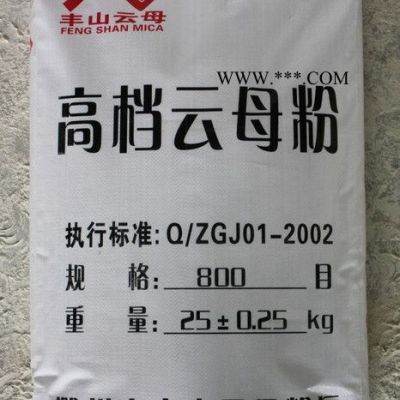 丰山云母
FENG SHAN MICA
WWW.***.COM
高档云母粉
执行标准: Q/ZGJ01-2002
规 格: 800 目
重 量: 25±0.25 kg